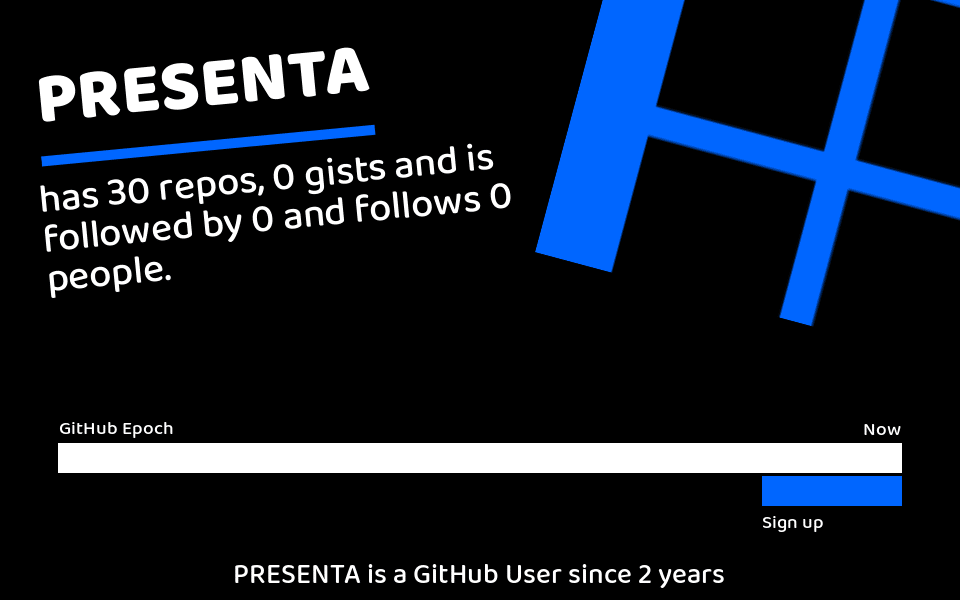 PRESENTA
has 30 repos, 0 gists and is
followed by 0 and follows 0
people.
GitHub Epoch
Now
Sign up
PRESENTA is a GitHub User since 2 years